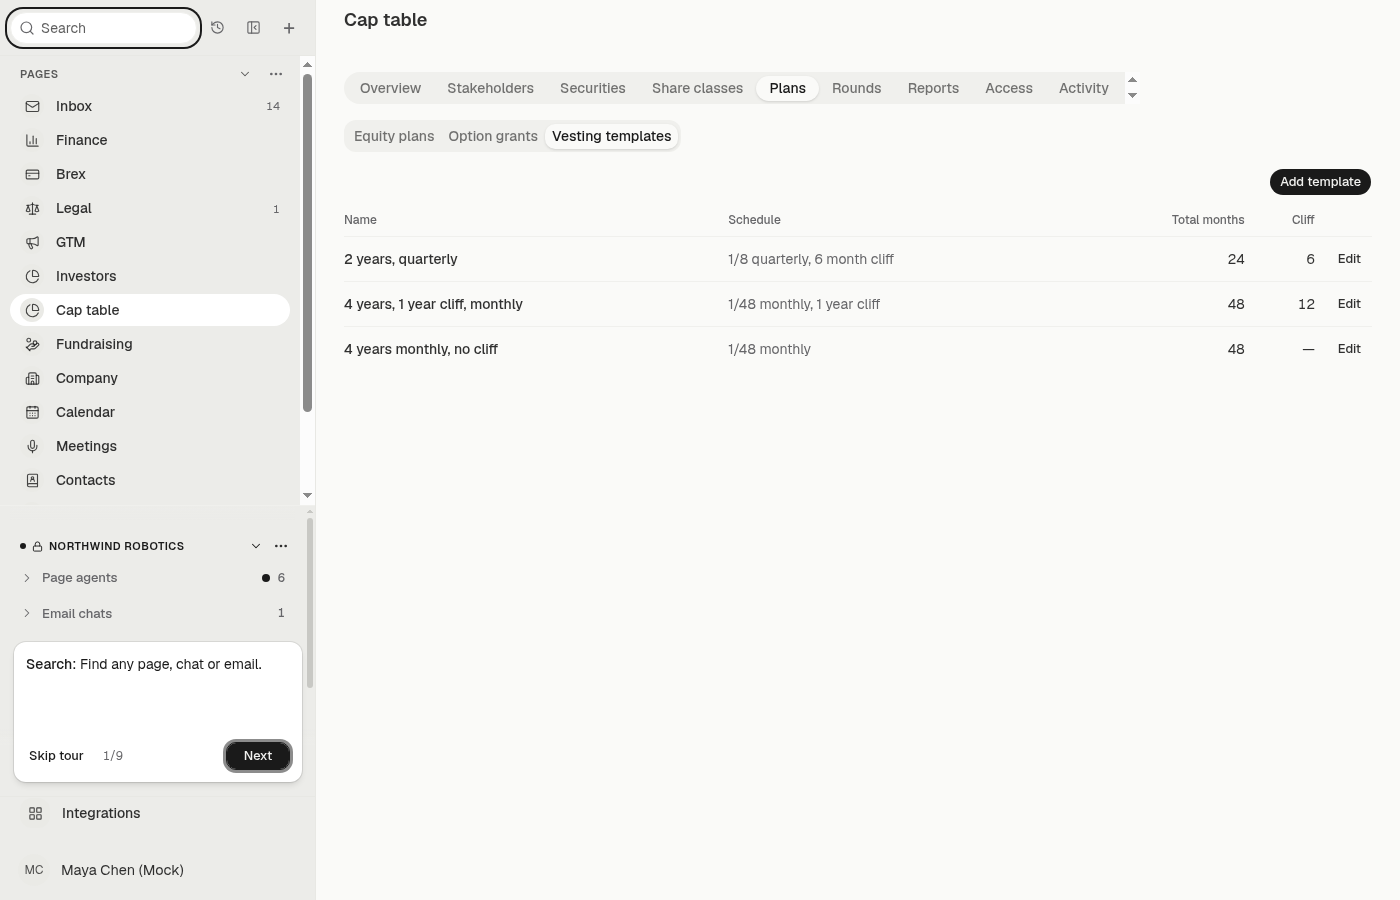 Search
PAGES
Inbox 14
Finance
Brex
Legal 1
GTM
Investors
Cap table
Fundraising
Company
Calendar
Meetings
Contacts
NORTHWIND ROBOTICS
Page agents 6
Email chats 1
Search: Find any page, chat or email.
Skip tour 1/9 Next
Integrations
MC Maya Chen (Mock)
Cap table
Overview Stakeholders Securities Share classes Plans Rounds Reports Access Activity
Equity plans Option grants Vesting templates
Add template
Name Schedule Total months Cliff
2 years, quarterly 1/8 quarterly, 6 month cliff 24 6 Edit
4 years, 1 year cliff, monthly 1/48 monthly, 1 year cliff 48 12 Edit
4 years monthly, no cliff 1/48 monthly 48 — Edit